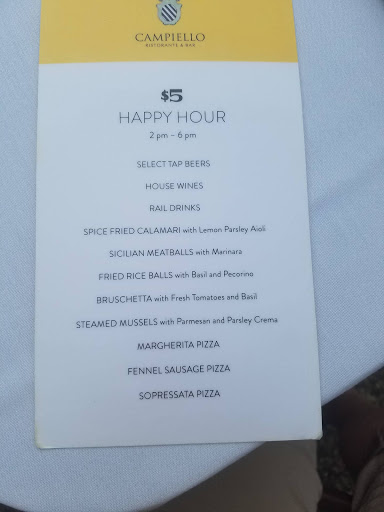 CAMPIELLO
RISTORANTE & BAR
$5
HAPPY HOUR
2 pm – 6 pm
SELECT TAP BEERS
HOUSE WINES
RAIL DRINKS
SPICE FRIED CALAMARI with Lemon Parsley Aioli
SICILIAN MEATBALLS with Marinara
FRIED RICE BALLS with Basil and Pecorino
BRUSCHETTA with Fresh Tomatoes and Basil
STEAMED MUSSELS with Parmesan and Parsley Crema
MARGHERITA PIZZA
FENNEL SAUSAGE PIZZA
SOPRESSATA PIZZA